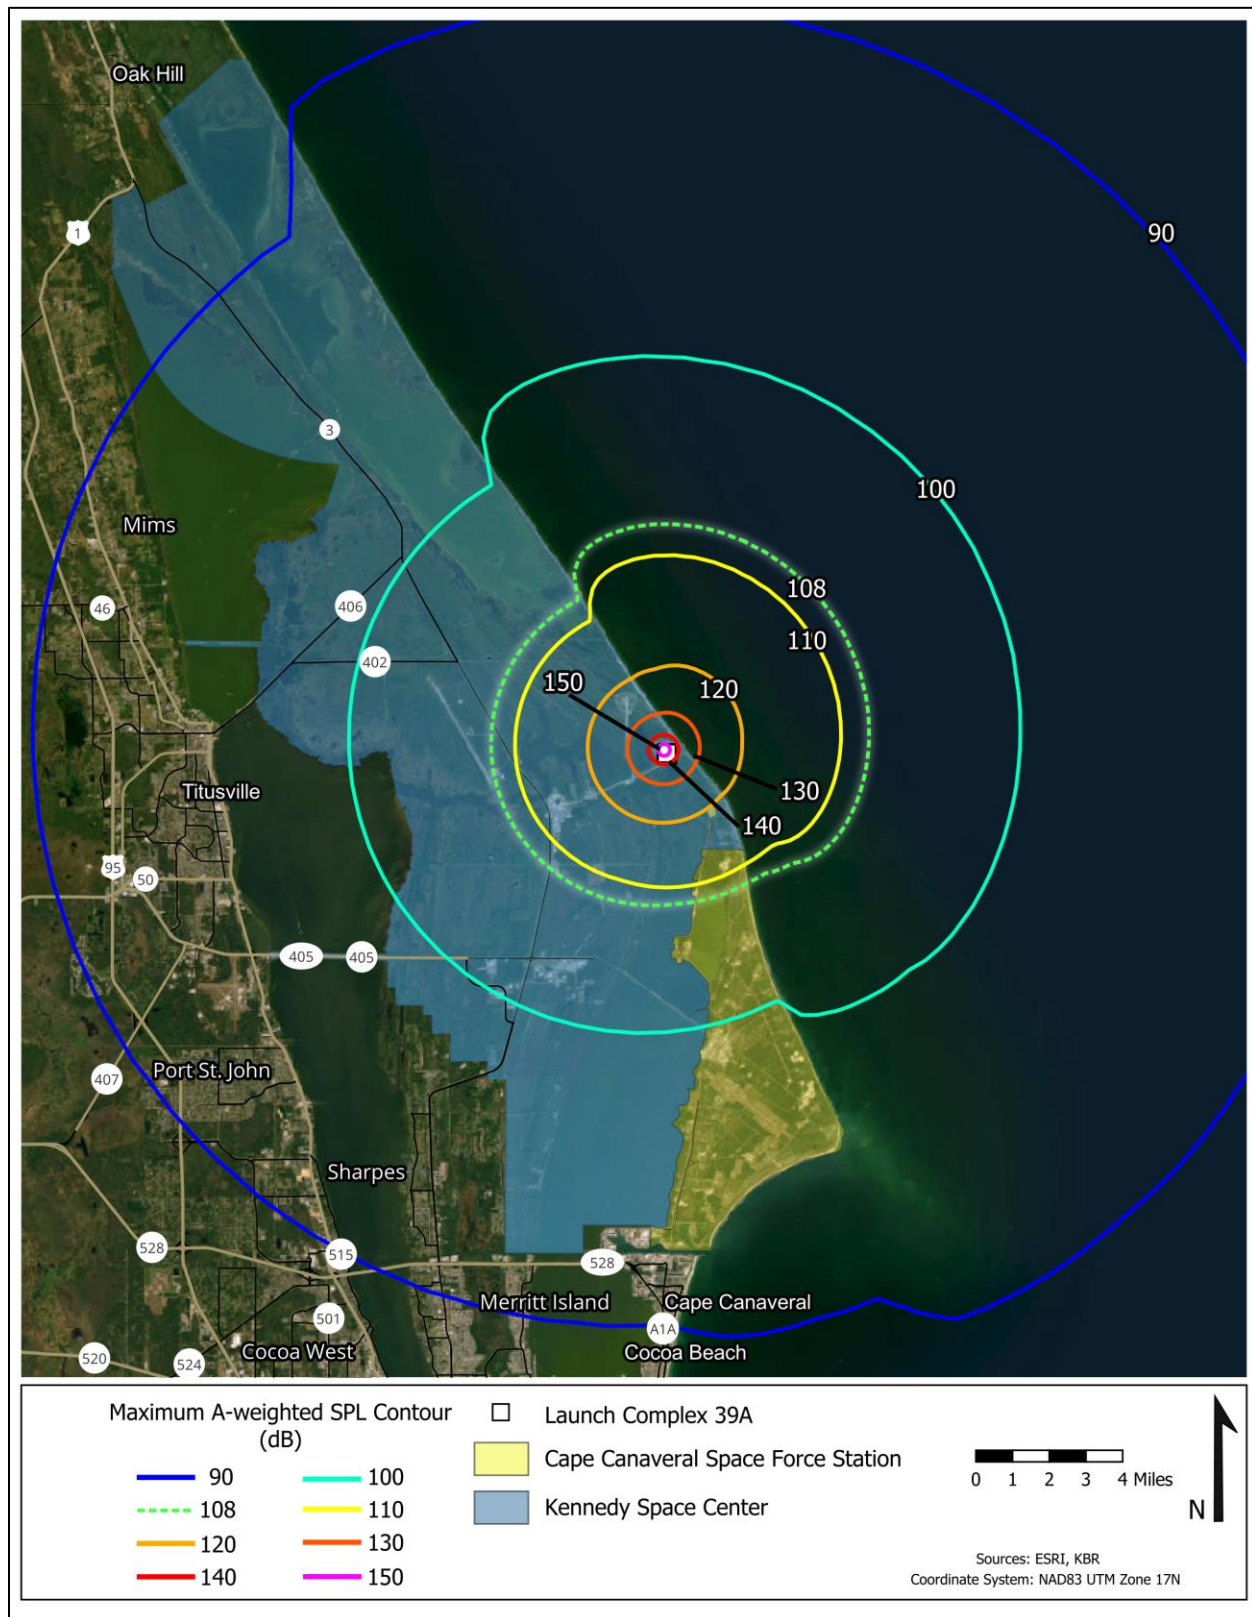 Oak Hill
1
90
3
100
Mims
108
46
406
110
402
150
120
Titusville
130
140
95
50
405
405
Port St. John
407
Sharpes
528
515
528
Merritt Island
Cape Canaveral
501
A1A
Cocoa West
Cocoa Beach
520
524
Maximum A-weighted SPL Contour
(dB)
90
100
108
110
120
130
140
150
Launch Complex 39A
Cape Canaveral Space Force Station
Kennedy Space Center
0 1 2 3 4 Miles
N
Sources: ESRI, KBR
Coordinate System: NAD83 UTM Zone 17N